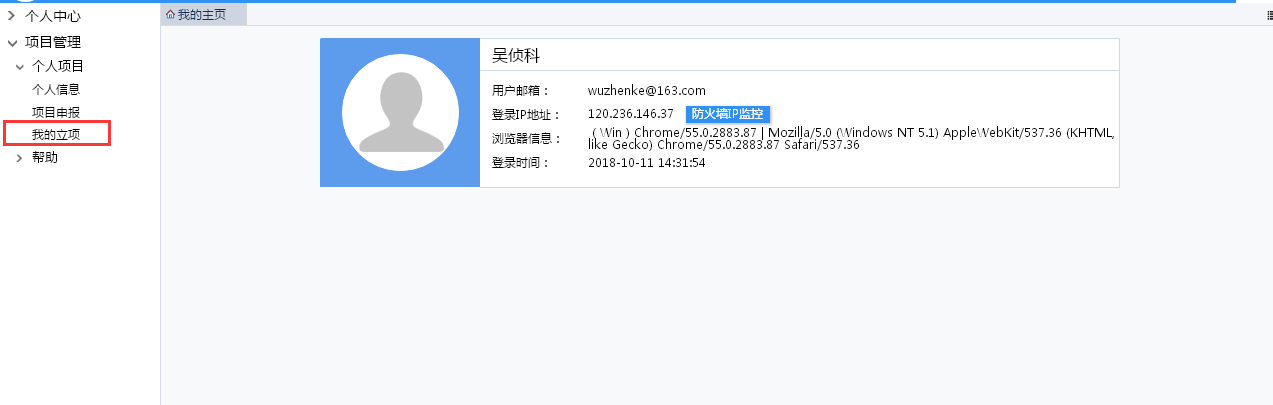 个人中心
我的主页
项目管理
个人项目
个人信息
项目申报
我的立项
帮助
吴侦科
用户邮箱： wuzhenke@163.com
登录IP地址： 120.236.146.37 防火墙IP监控
浏览器信息： ( Win ) Chrome/55.0.2883.87 | Mozilla/5.0 (Windows NT 5.1) AppleWebKit/537.36 (KHTML,
like Gecko) Chrome/55.0.2883.87 Safari/537.36
登录时间： 2018-10-11 14:31:54